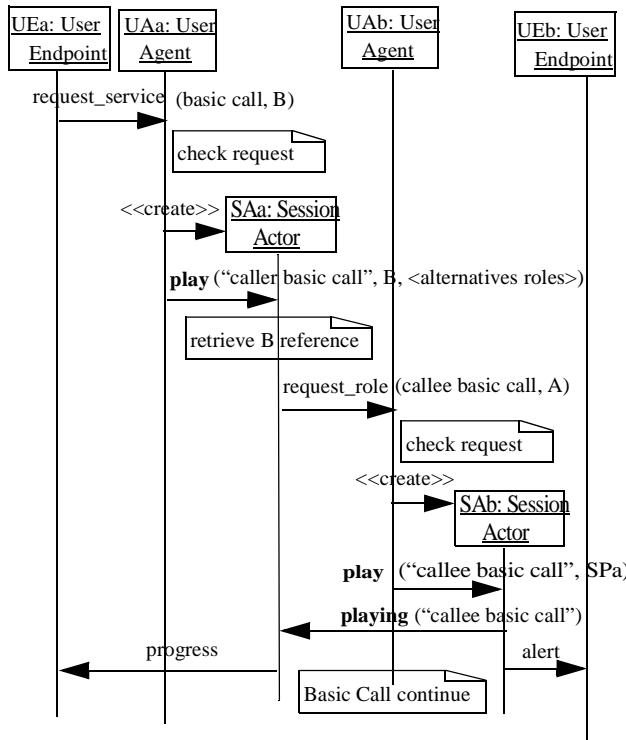 UEa: User
Endpoint
UAa: User
Agent
UAb: User
Agent
UEb: User
Endpoint
request_service (basic call, B)
check request
<<create>>
SAa: Session
Actor
play (“caller basic call”, B, <alternatives roles>)
retrieve B reference
request_role (callee basic call, A)
check request
<<create>>
SAb: Session
Actor
play (“callee basic call”, SPa)
playing (“callee basic call”)
progress
alert
Basic Call continue